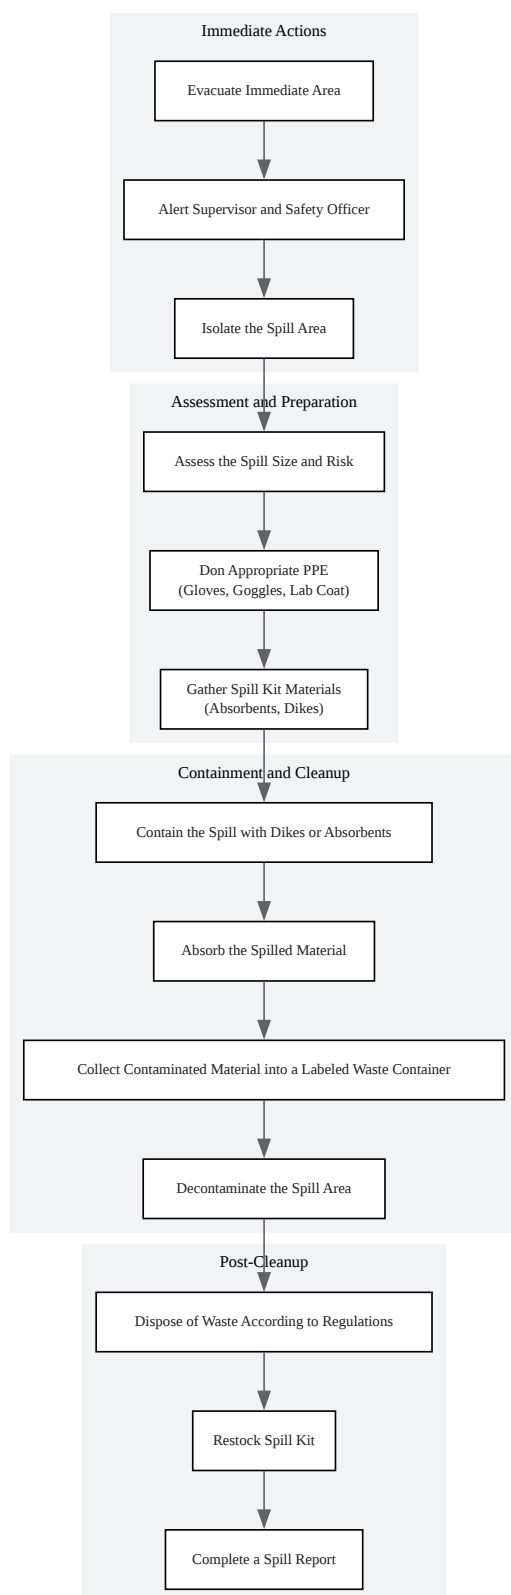 Immediate Actions
Evacuate Immediate Area
Alert Supervisor and Safety Officer
Isolate the Spill Area
Assessment and Preparation
Assess the Spill Size and Risk
Don Appropriate PPE
(Gloves, Goggles, Lab Coat)
Gather Spill Kit Materials
(Absorbents, Dikes)
Containment and Cleanup
Contain the Spill with Dikes or Absorbents
Absorb the Spilled Material
Collect Contaminated Material into a Labeled Waste Container
Decontaminate the Spill Area
Post-Cleanup
Dispose of Waste According to Regulations
Restock Spill Kit
Complete a Spill Report